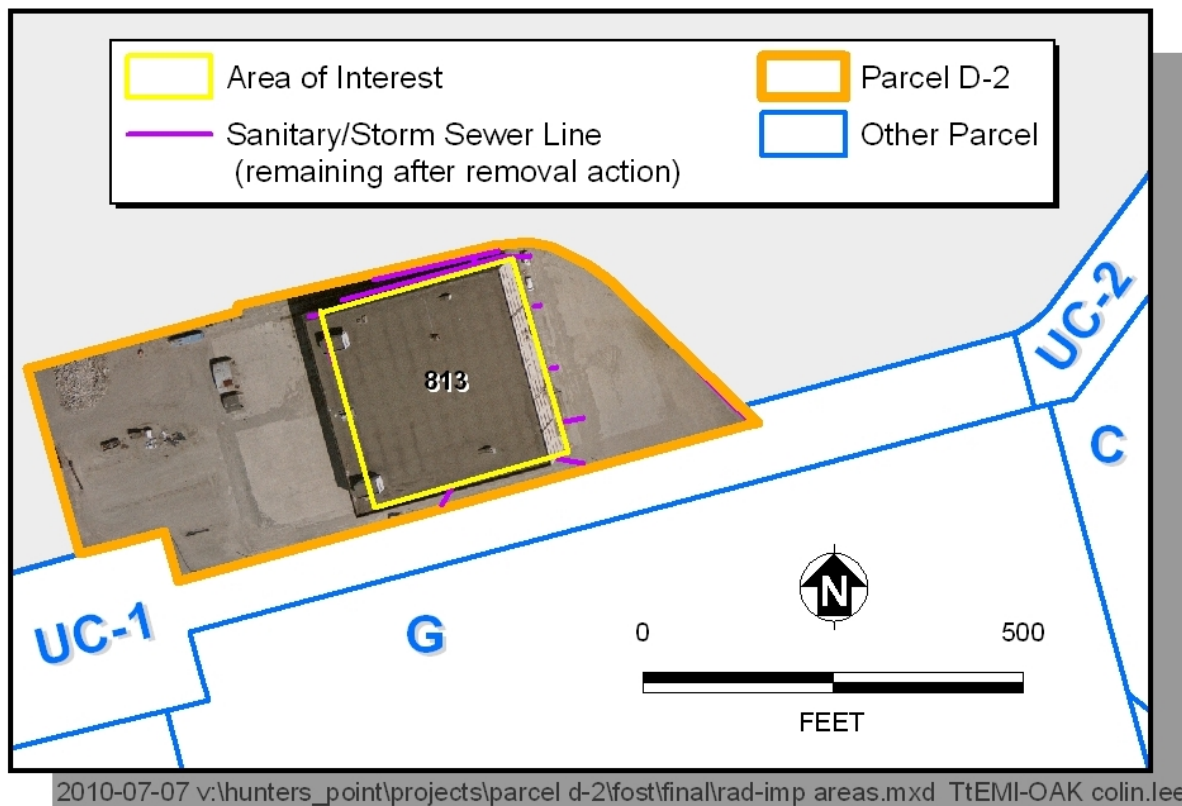 Area of Interest
Parcel D-2
Sanitary/Storm Sewer Line
(remaining after removal action)
Other Parcel
UC-2
813
C
N
UC-1
G
0 500
FEET
2010-07-07 v:\hunters_point\projects\parcel d-2\fost\final\rad-imp areas.mxd TtEMI-OAK colin.lee